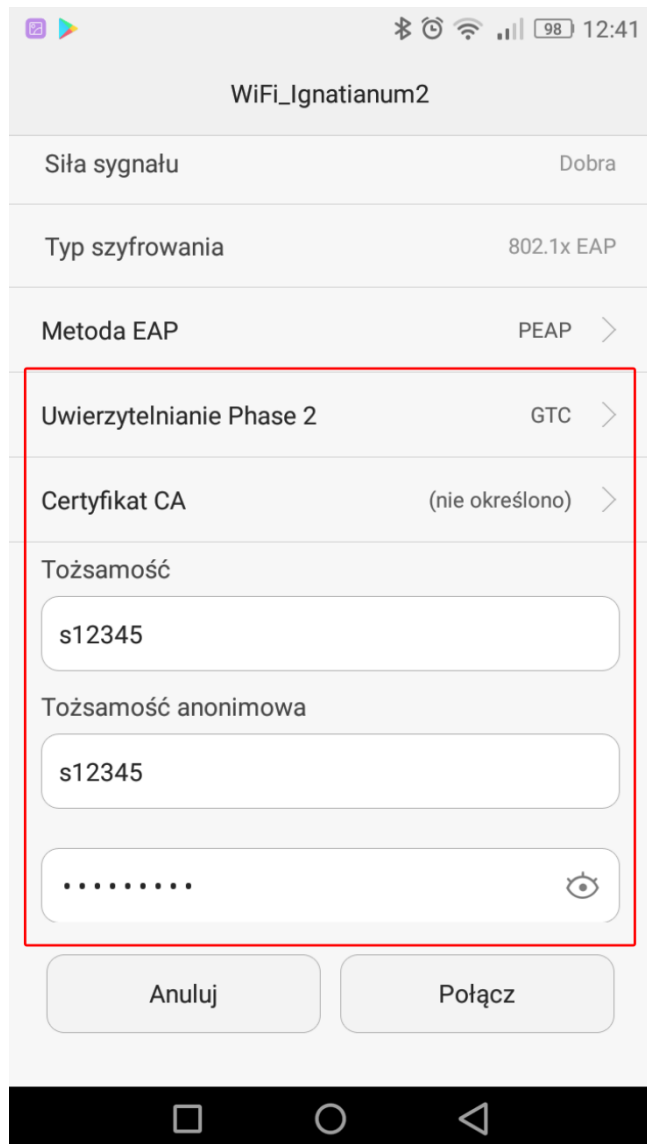 98 12:41
WiFi_Ignatianum2
Siła sygnału Dobra
Typ szyfrowania 802.1x EAP
Metoda EAP PEAP
Uwierzytelnianie Phase 2 GTC
Certyfikat CA (nie określono)
Tożsamość
s12345
Tożsamość anonimowa
s12345
•••••••••
Anuluj Połącz